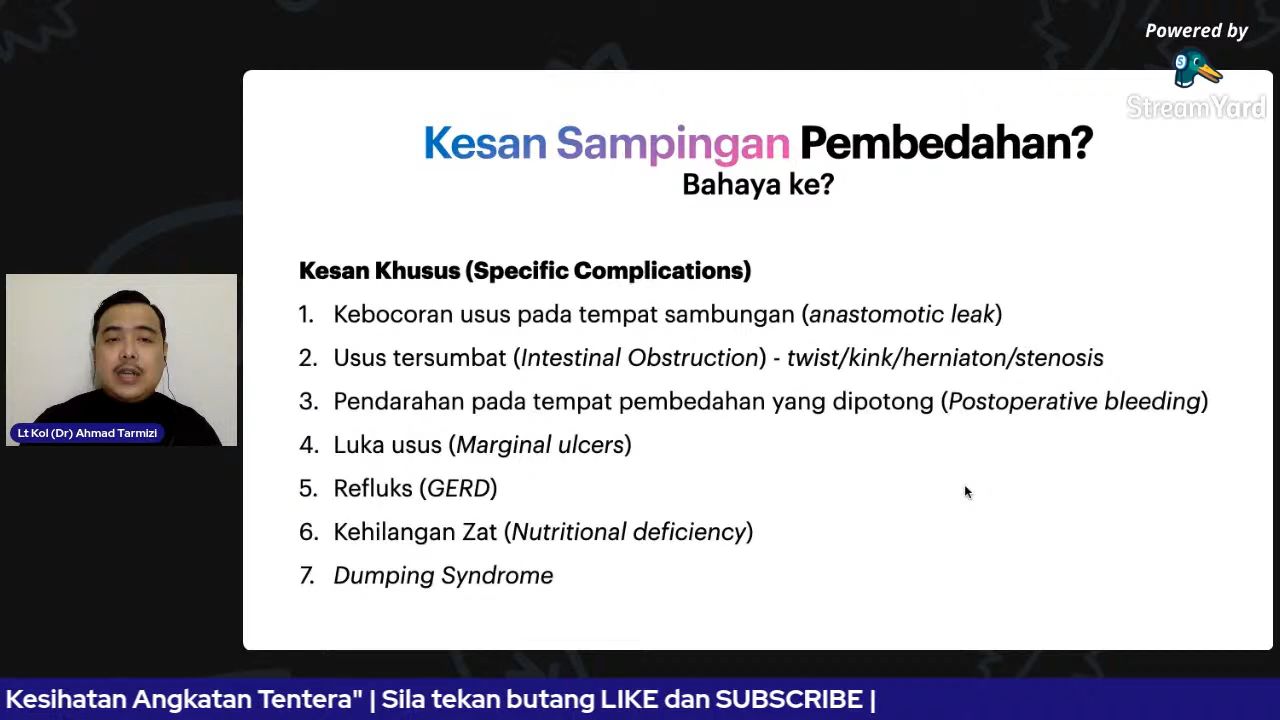 Powered by
StreamYard
Kesan Sampingan Pembedahan?
Bahaya ke?
Kesan Khusus (Specific Complications)
1. Kebocoran usus pada tempat sambungan (anastomotic leak)
2. Usus tersumbat (Intestinal Obstruction) - twist/kink/herniaton/stenosis
3. Pendarahan pada tempat pembedahan yang dipotong (Postoperative bleeding)
4. Luka usus (Marginal ulcers)
5. Refluks (GERD)
6. Kehilangan Zat (Nutritional deficiency)
7. Dumping Syndrome
Lt Kol (Dr) Ahmad Tarmizi
Kesihatan Angkatan Tentera" | Sila tekan butang LIKE dan SUBSCRIBE |